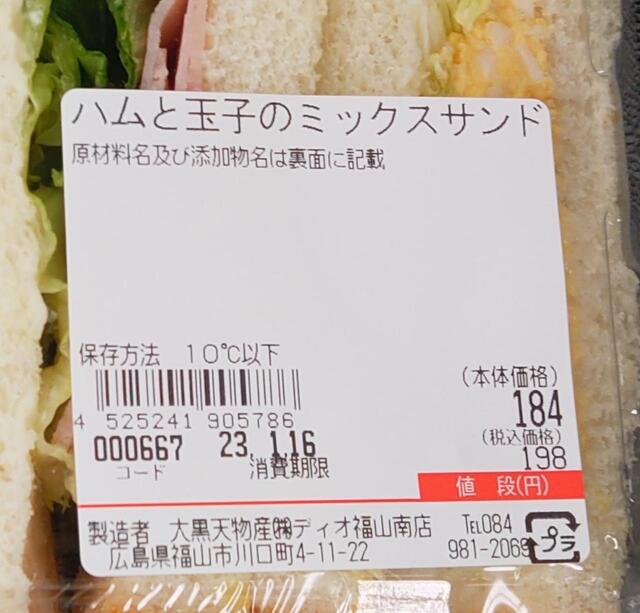 ハムと玉子のミックスサンド
原材料名及び添加物名は裏面に記載
保存方法 10℃以下
4 525241 905786
000667 23. 1.16
コード 消費期限
(本体価格)
184
(税込価格)
198
値 段(円)
製造者 大黒天物産㈱ディオ福山南店
広島県福山市川口町4-11-22
TEL084
981-2069
プラ